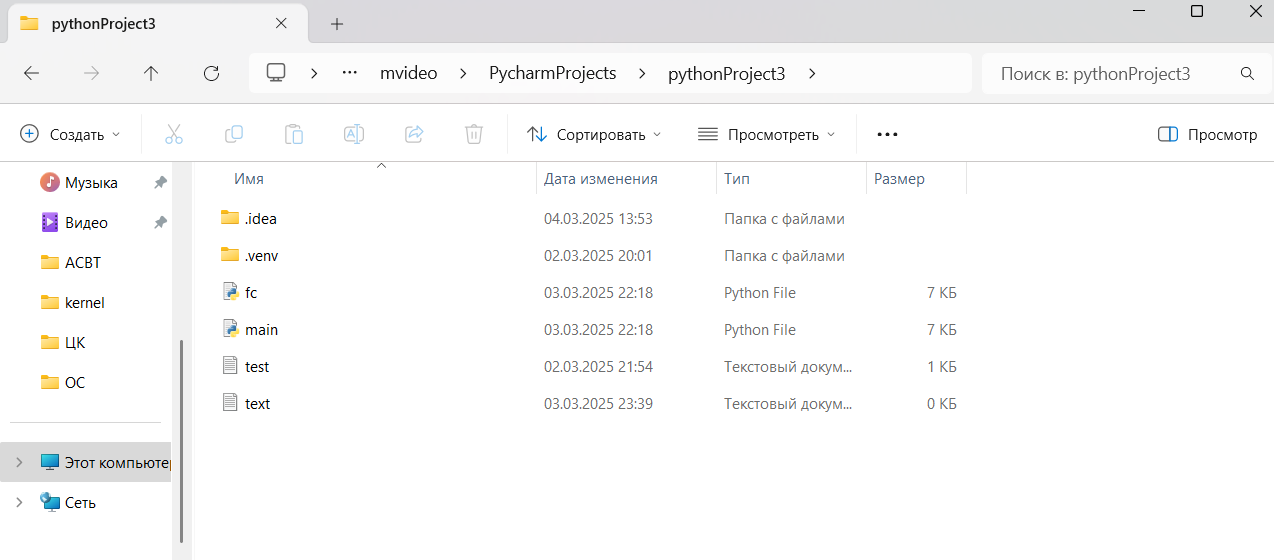 pythonProject3
mvideo PycharmProjects pythonProject3
Поиск в: pythonProject3
Создать Сортировать Просмотреть Просмотр
Имя Дата изменения Тип Размер
Музыка
Видео
АСВТ
kernel
ЦК
ОС
Этот компьютер
Сеть
.idea 04.03.2025 13:53 Папка с файлами
.venv 02.03.2025 20:01 Папка с файлами
fc 03.03.2025 22:18 Python File 7 КБ
main 03.03.2025 22:18 Python File 7 КБ
test 02.03.2025 21:54 Текстовый докум... 1 КБ
text 03.03.2025 23:39 Текстовый докум... 0 КБ